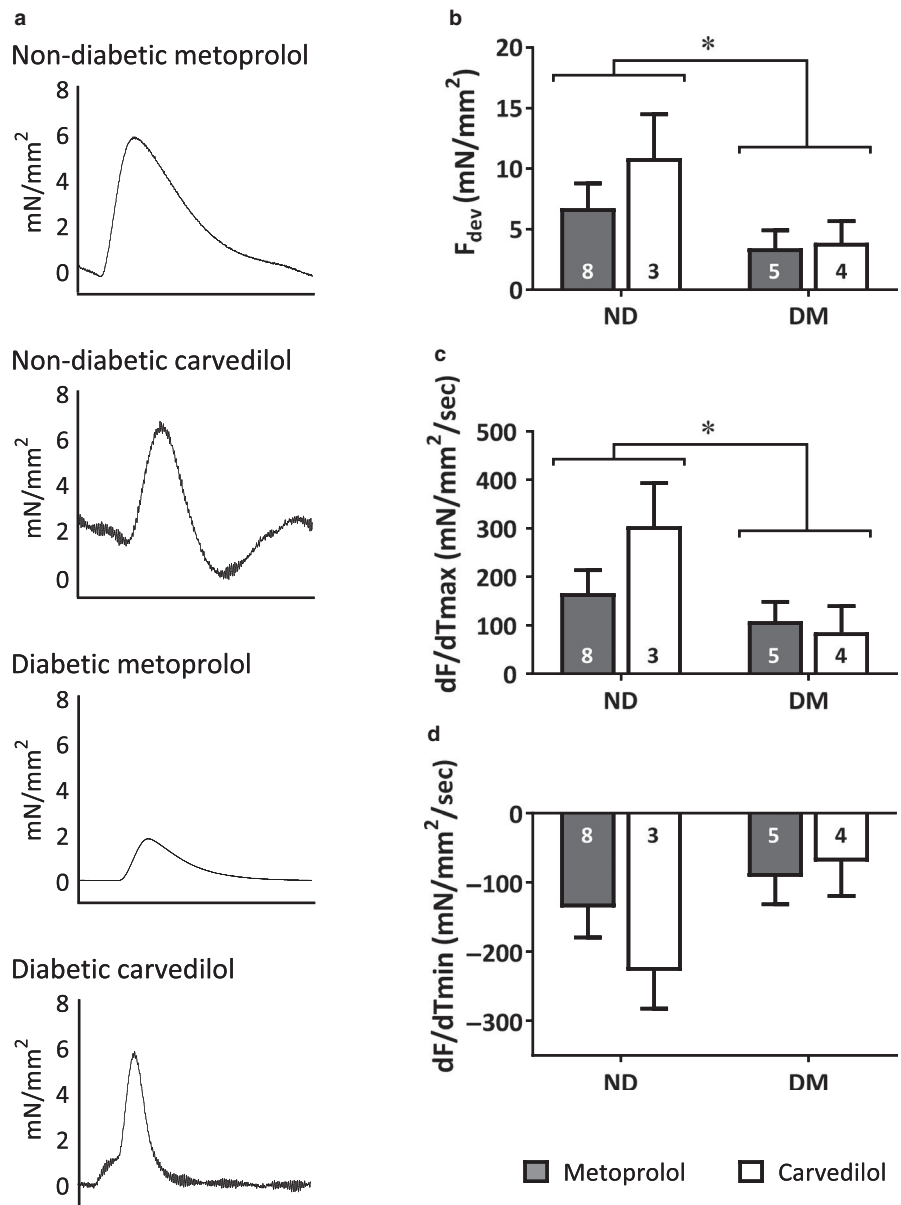 a
Non-diabetic metoprolol
8
6
4
2
0
mN/mm²
Non-diabetic carvedilol
8
6
4
2
0
mN/mm²
Diabetic metoprolol
8
6
4
2
0
mN/mm²
Diabetic carvedilol
8
6
4
2
0
mN/mm²
b
20
15
10
5
0
F_dev (mN/mm²)
*
8 3 5 4
ND DM
c
500
400
300
200
100
0
dF/dTmax (mN/mm²/sec)
*
8 3 5 4
ND DM
d
0
−100
−200
−300
dF/dTmin (mN/mm²/sec)
8 3 5 4
ND DM
Metoprolol Carvedilol